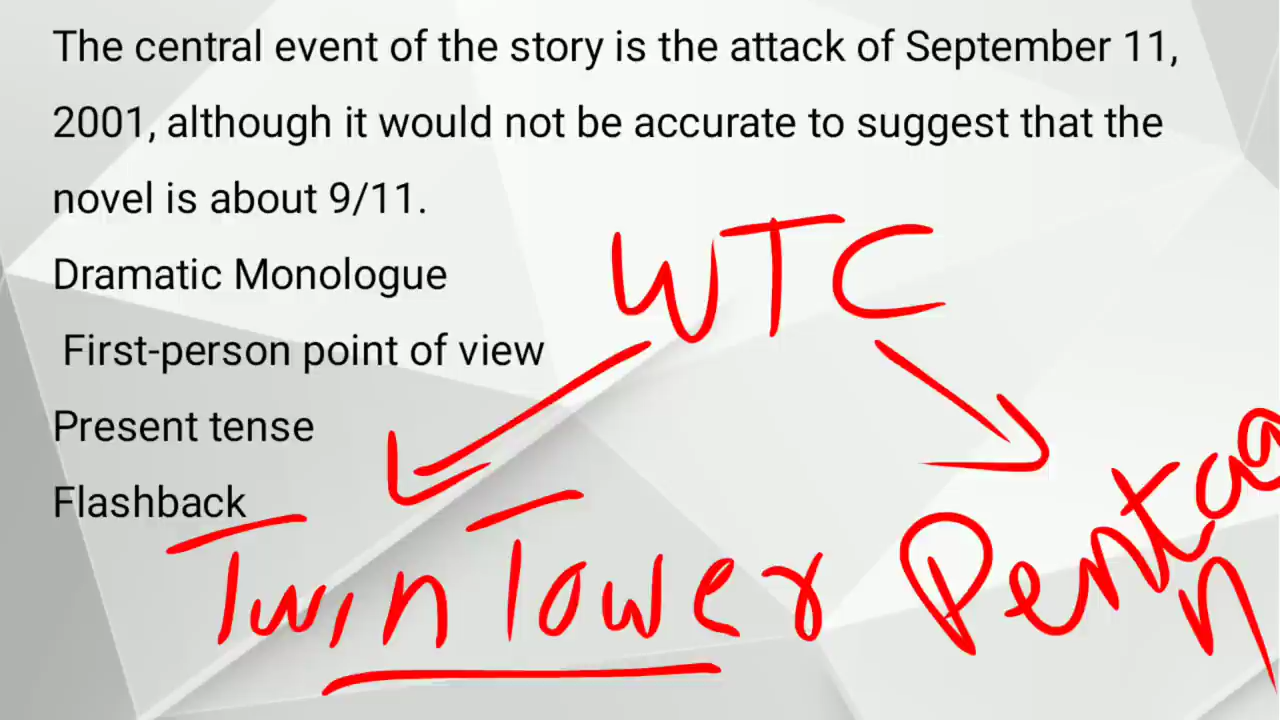 The central event of the story is the attack of September 11,
2001, although it would not be accurate to suggest that the
novel is about 9/11.
WTC
Dramatic Monologue
First-person point of view
Present tense
Flashback
Twin Tower
Pentagon